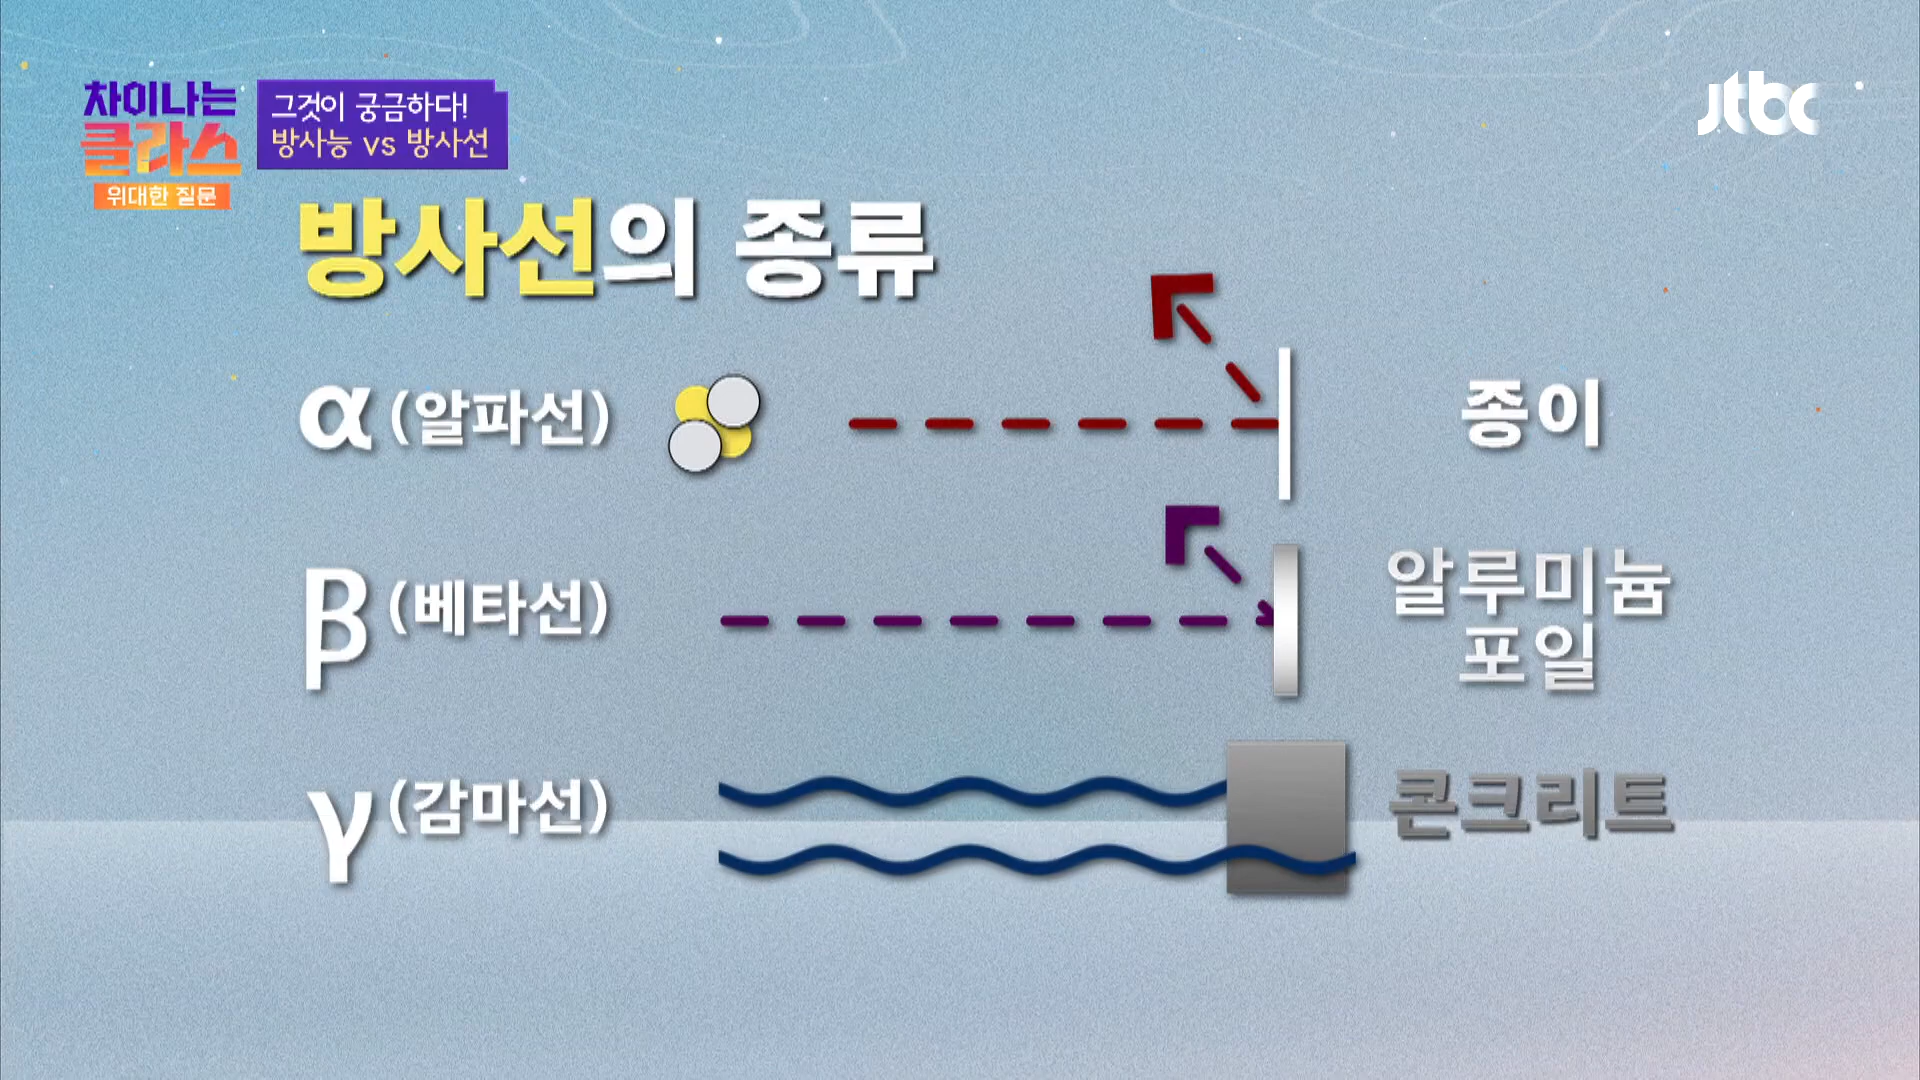 차이나는
클라스
위대한 질문
그것이 궁금하다!
방사능 vs 방사선
jtbc
방사선의 종류
α (알파선)
종이
β (베타선)
알루미늄
포일
γ (감마선)
콘크리트